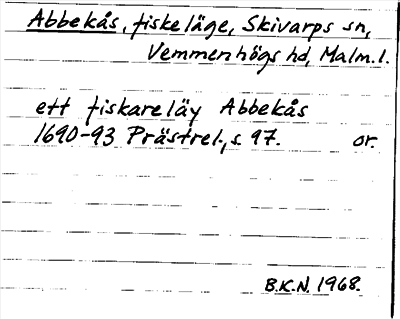 Abbekås, fiskeläge, Skivarps sn,
Vemmenhögs hd, Malm.l.
ett fiskareläy Abbekås
1690-93 Prästrel., s. 97. or.
B.K.N. 1968.